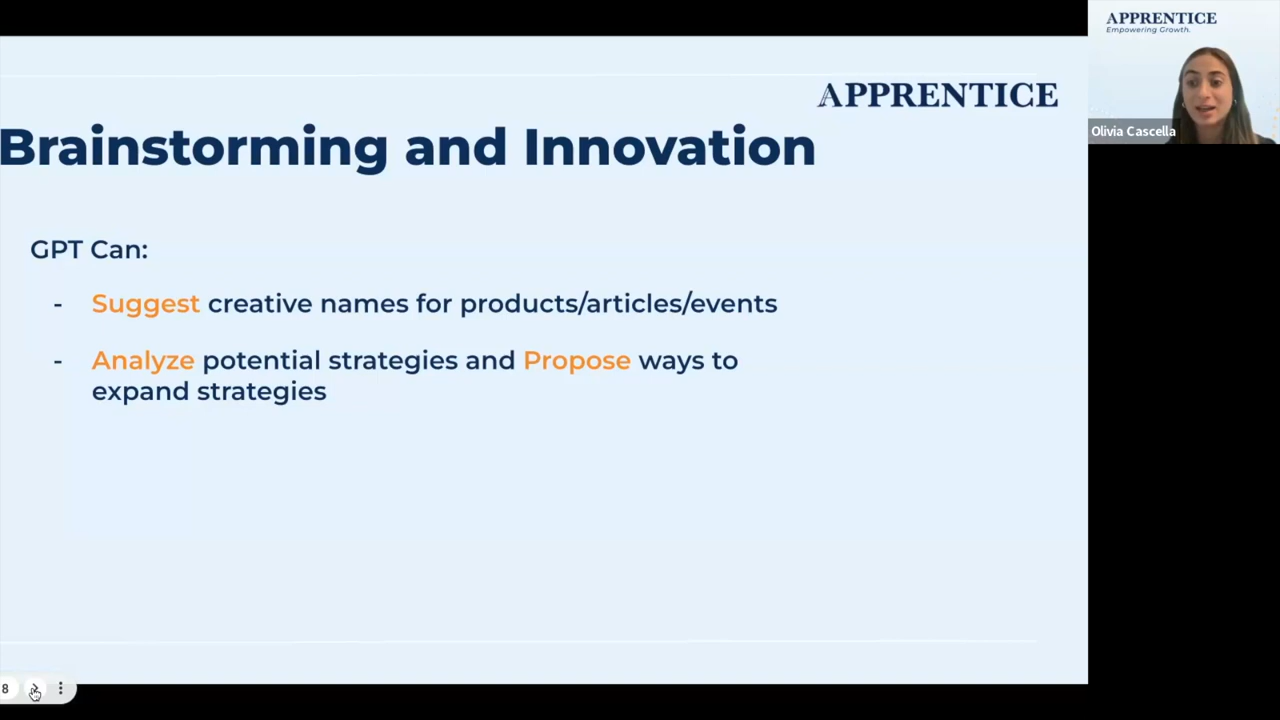 APPRENTICE
Empowering Growth.
APPRENTICE
Brainstorming and Innovation
Olivia Cascella
GPT Can:
- Suggest creative names for products/articles/events
- Analyze potential strategies and Propose ways to
expand strategies
8